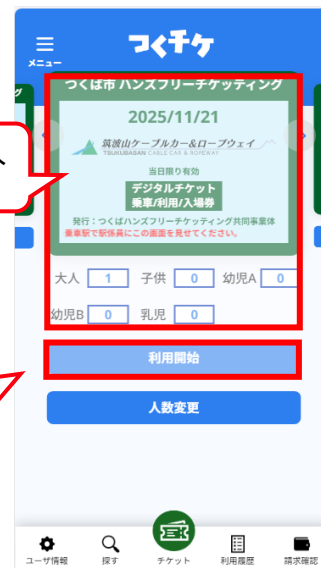 つくチケ
メニュー
つくば市 ハンズフリーチケッティング
2025/11/21
筑波山ケーブルカー&ロープウェイ
TSUKUBASAN CABLE CAR & ROPEWAY
当日限り有効
デジタルチケット
乗車/利用/入場券
発行:つくばハンズフリーチケッティング共同事業体
乗車駅で駅係員にこの画面を見せてください。
大人 1 子供 0 幼児A 0
幼児B 0 乳児 0
利用開始
人数変更
ユーザ情報 探す チケット 利用履歴 請求確認